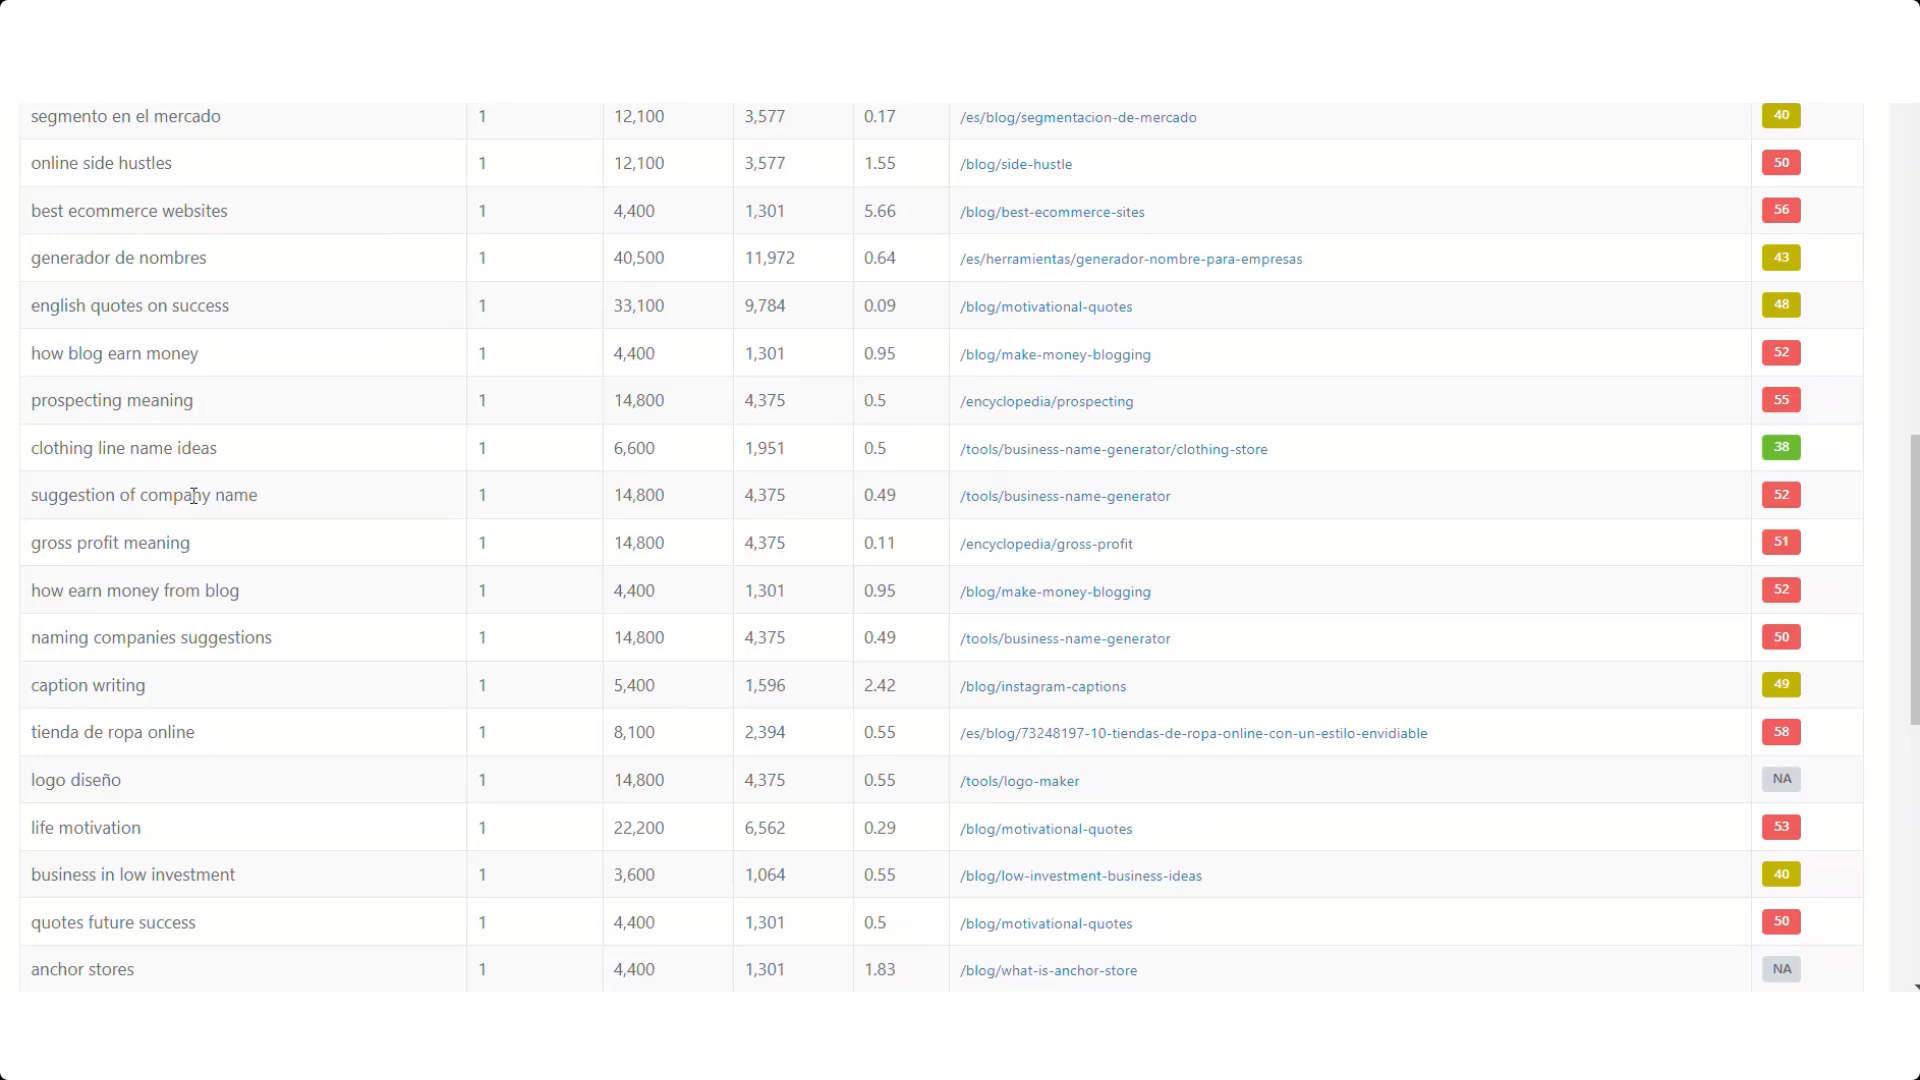 segmento en el mercado 1 12,100 3,577 0.17 /es/blog/segmentacion-de-mercado 40
online side hustles 1 12,100 3,577 1.55 /blog/side-hustle 50
best ecommerce websites 1 4,400 1,301 5.66 /blog/best-ecommerce-sites 56
generador de nombres 1 40,500 11,972 0.64 /es/herramientas/generador-nombre-para-empresas 43
english quotes on success 1 33,100 9,784 0.09 /blog/motivational-quotes 48
how blog earn money 1 4,400 1,301 0.95 /blog/make-money-blogging 52
prospecting meaning 1 14,800 4,375 0.5 /encyclopedia/prospecting 55
clothing line name ideas 1 6,600 1,951 0.5 /tools/business-name-generator/clothing-store 38
suggestion of company name 1 14,800 4,375 0.49 /tools/business-name-generator 52
gross profit meaning 1 14,800 4,375 0.11 /encyclopedia/gross-profit 51
how earn money from blog 1 4,400 1,301 0.95 /blog/make-money-blogging 52
naming companies suggestions 1 14,800 4,375 0.49 /tools/business-name-generator 50
caption writing 1 5,400 1,596 2.42 /blog/instagram-captions 49
tienda de ropa online 1 8,100 2,394 0.55 /es/blog/73248197-10-tiendas-de-ropa-online-con-un-estilo-envidiable 58
logo diseño 1 14,800 4,375 0.55 /tools/logo-maker NA
life motivation 1 22,200 6,562 0.29 /blog/motivational-quotes 53
business in low investment 1 3,600 1,064 0.55 /blog/low-investment-business-ideas 40
quotes future success 1 4,400 1,301 0.5 /blog/motivational-quotes 50
anchor stores 1 4,400 1,301 1.83 /blog/what-is-anchor-store NA